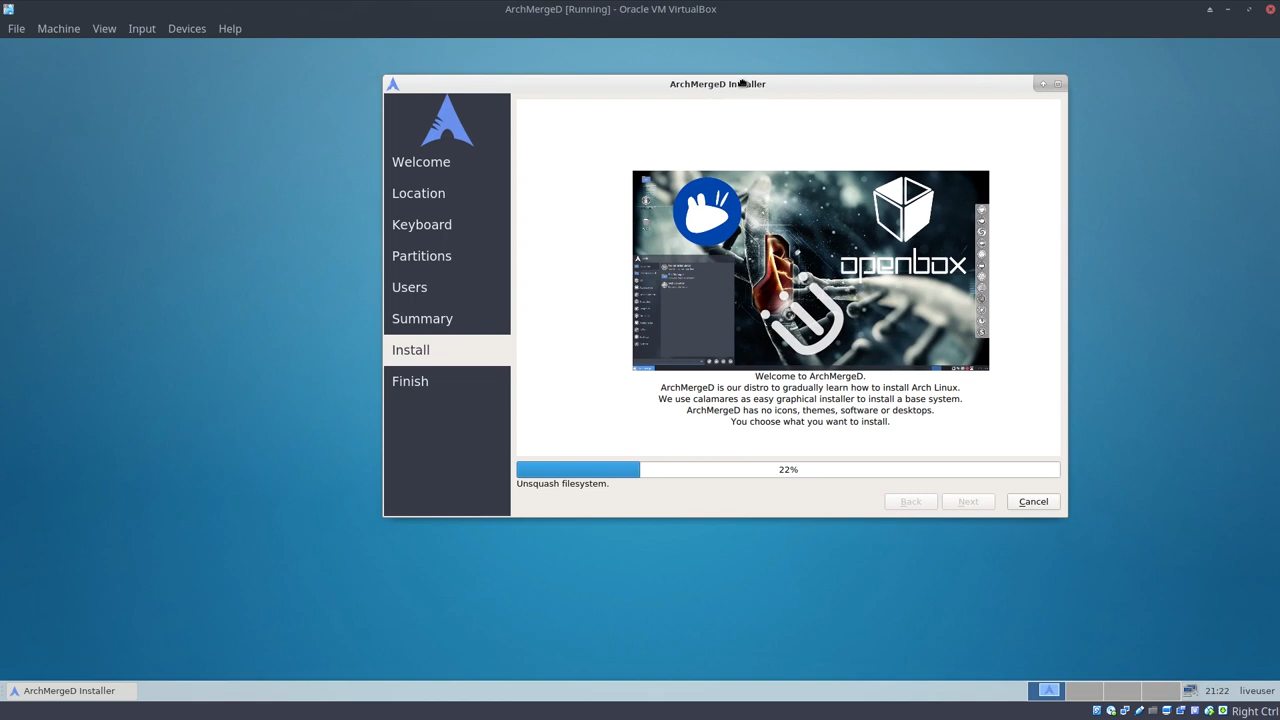 ArchMergeD [Running] - Oracle VM VirtualBox
File Machine View Input Devices Help
ArchMergeD Installer
Welcome
Location
Keyboard
Partitions
Users
Summary
Install
Finish
openbox
Welcome to ArchMergeD.
ArchMergeD is our distro to gradually learn how to install Arch Linux.
We use calamares as easy graphical installer to install a base system.
ArchMergeD has no icons, themes, software or desktops.
You choose what you want to install.
22%
Unsquash filesystem.
Back Next Cancel
ArchMergeD Installer
21:22 liveuser
Right Ctrl